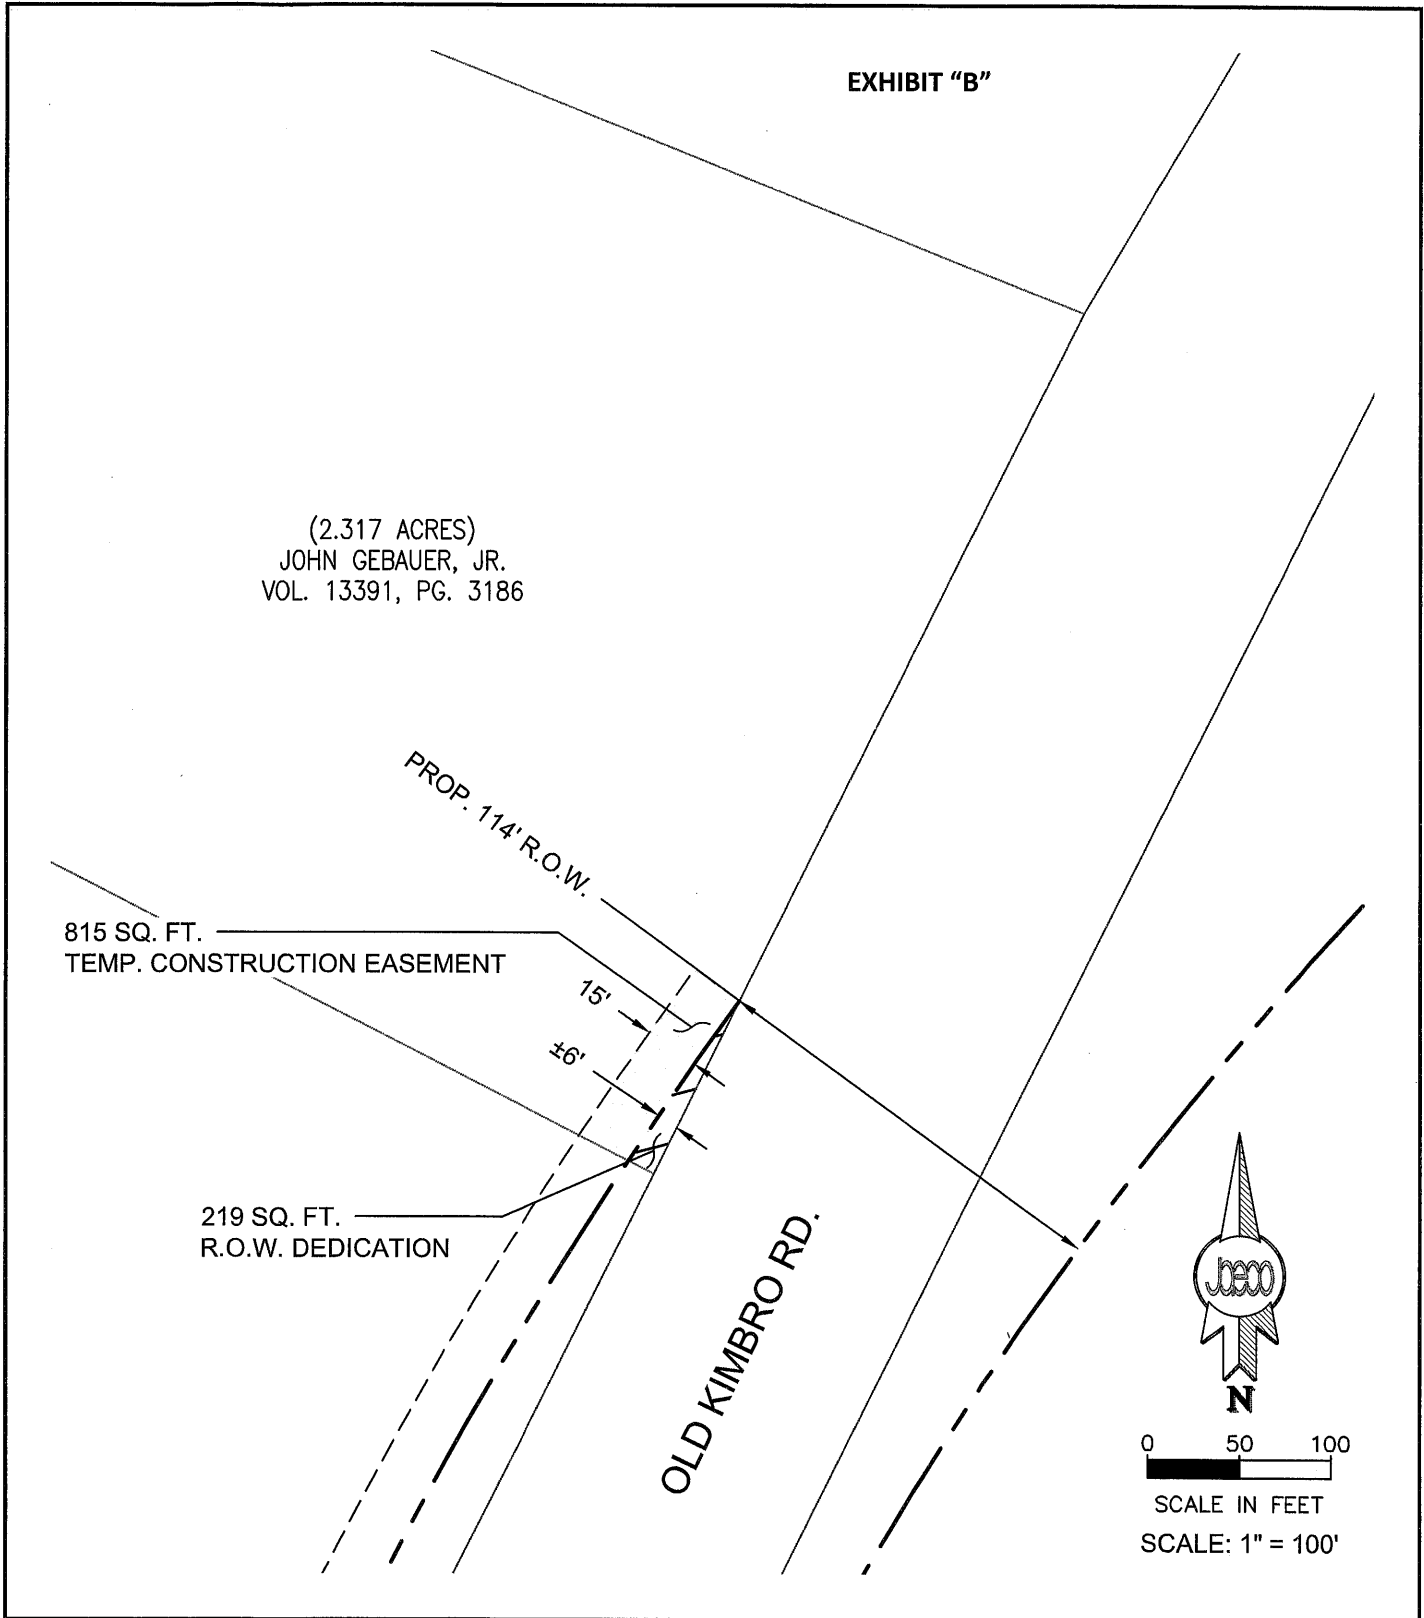 EXHIBIT “B”
(2.317 ACRES)
JOHN GEBAUER, JR.
VOL. 13391, PG. 3186
PROP. 114' R.O.W.
815 SQ. FT.
TEMP. CONSTRUCTION EASEMENT
15'
±6'
219 SQ. FT.
R.O.W. DEDICATION
OLD KIMBRO RD.
Jaeco
N
0 50 100
SCALE IN FEET
SCALE: 1" = 100'